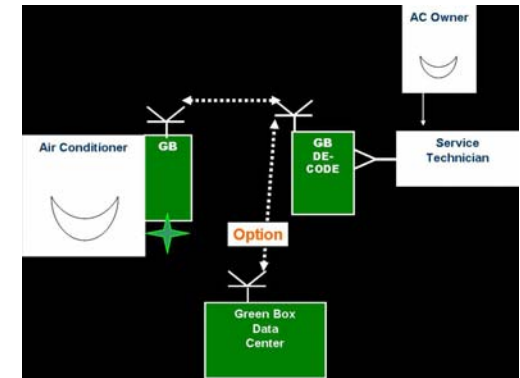 AC Owner
Air Conditioner
GB
GB
DE-
CODE
Service
Technician
Option
Green Box
Data
Center